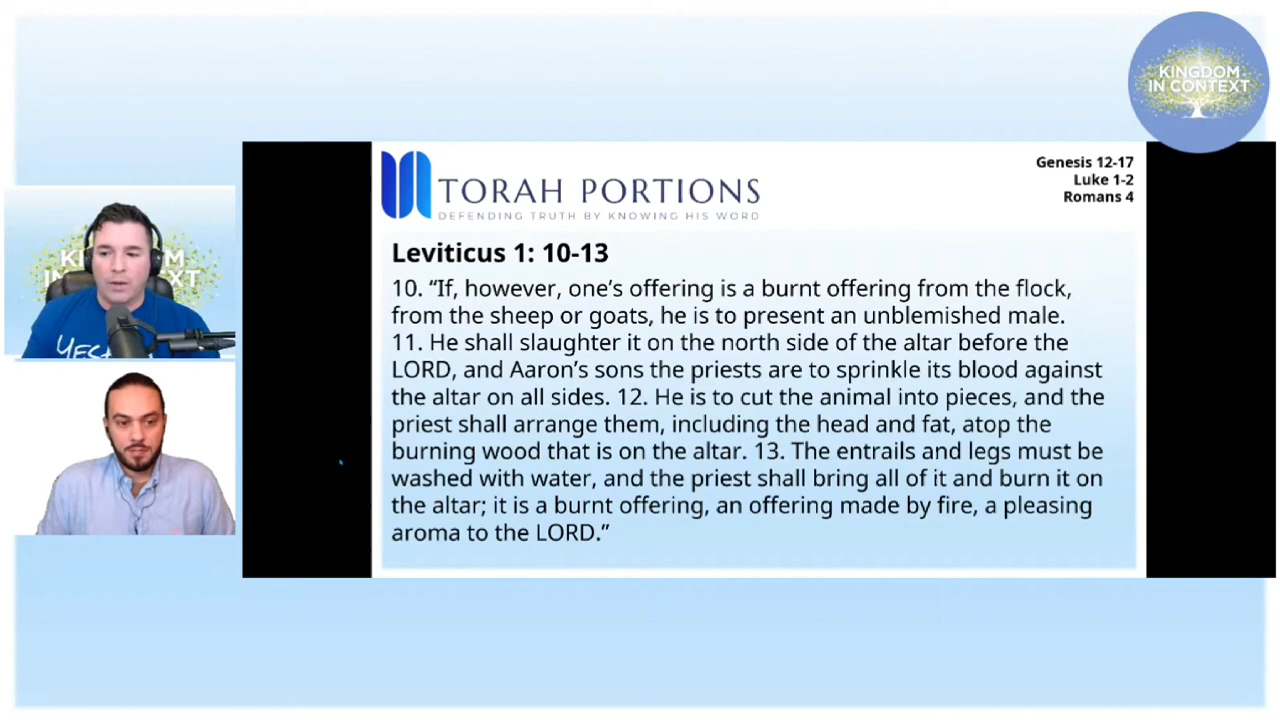 KINGDOM
IN CONTEXT
TORAH PORTIONS
DEFENDING TRUTH BY KNOWING HIS WORD
Genesis 12-17
Luke 1-2
Romans 4
Leviticus 1: 10-13
10. “If, however, one’s offering is a burnt offering from the flock,
from the sheep or goats, he is to present an unblemished male.
11. He shall slaughter it on the north side of the altar before the
LORD, and Aaron’s sons the priests are to sprinkle its blood against
the altar on all sides. 12. He is to cut the animal into pieces, and the
priest shall arrange them, including the head and fat, atop the
burning wood that is on the altar. 13. The entrails and legs must be
washed with water, and the priest shall bring all of it and burn it on
the altar; it is a burnt offering, an offering made by fire, a pleasing
aroma to the LORD.”